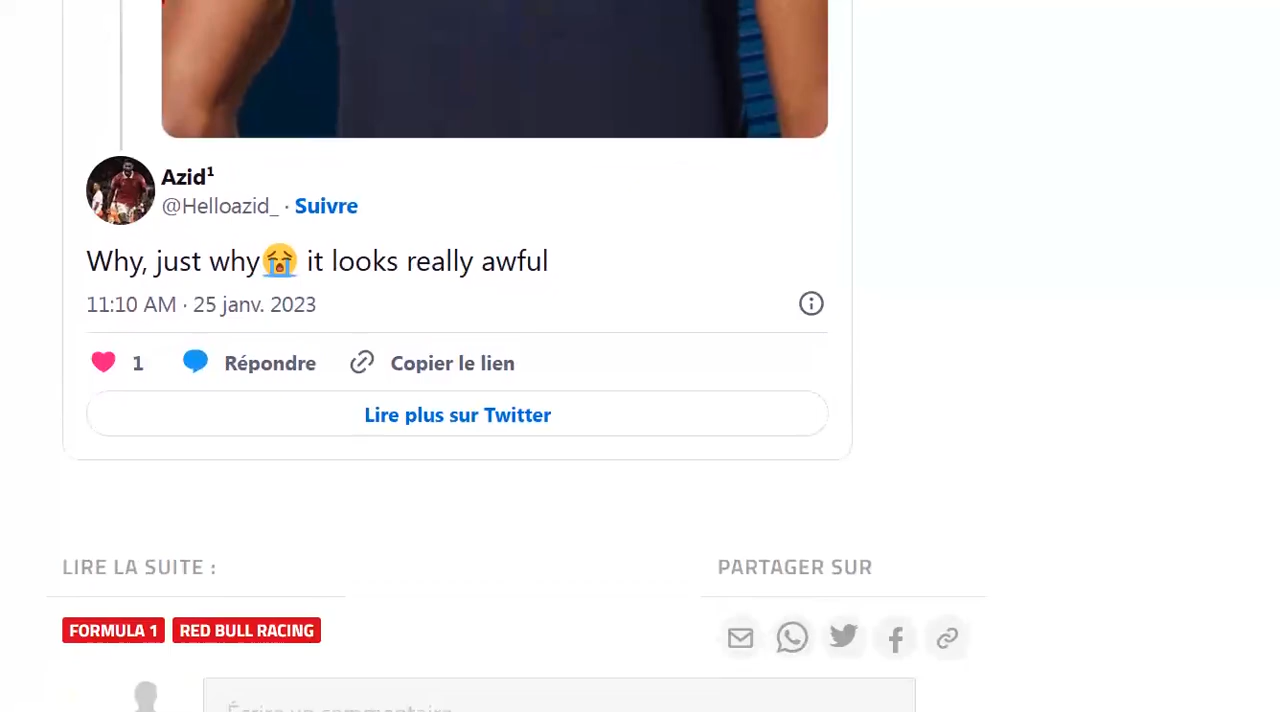 Azid¹
@Helloazid_ · Suivre
Why, just why😭 it looks really awful
11:10 AM · 25 janv. 2023
1 Répondre Copier le lien
Lire plus sur Twitter
LIRE LA SUITE : PARTAGER SUR
FORMULA 1 RED BULL RACING
Écrire un commentaire